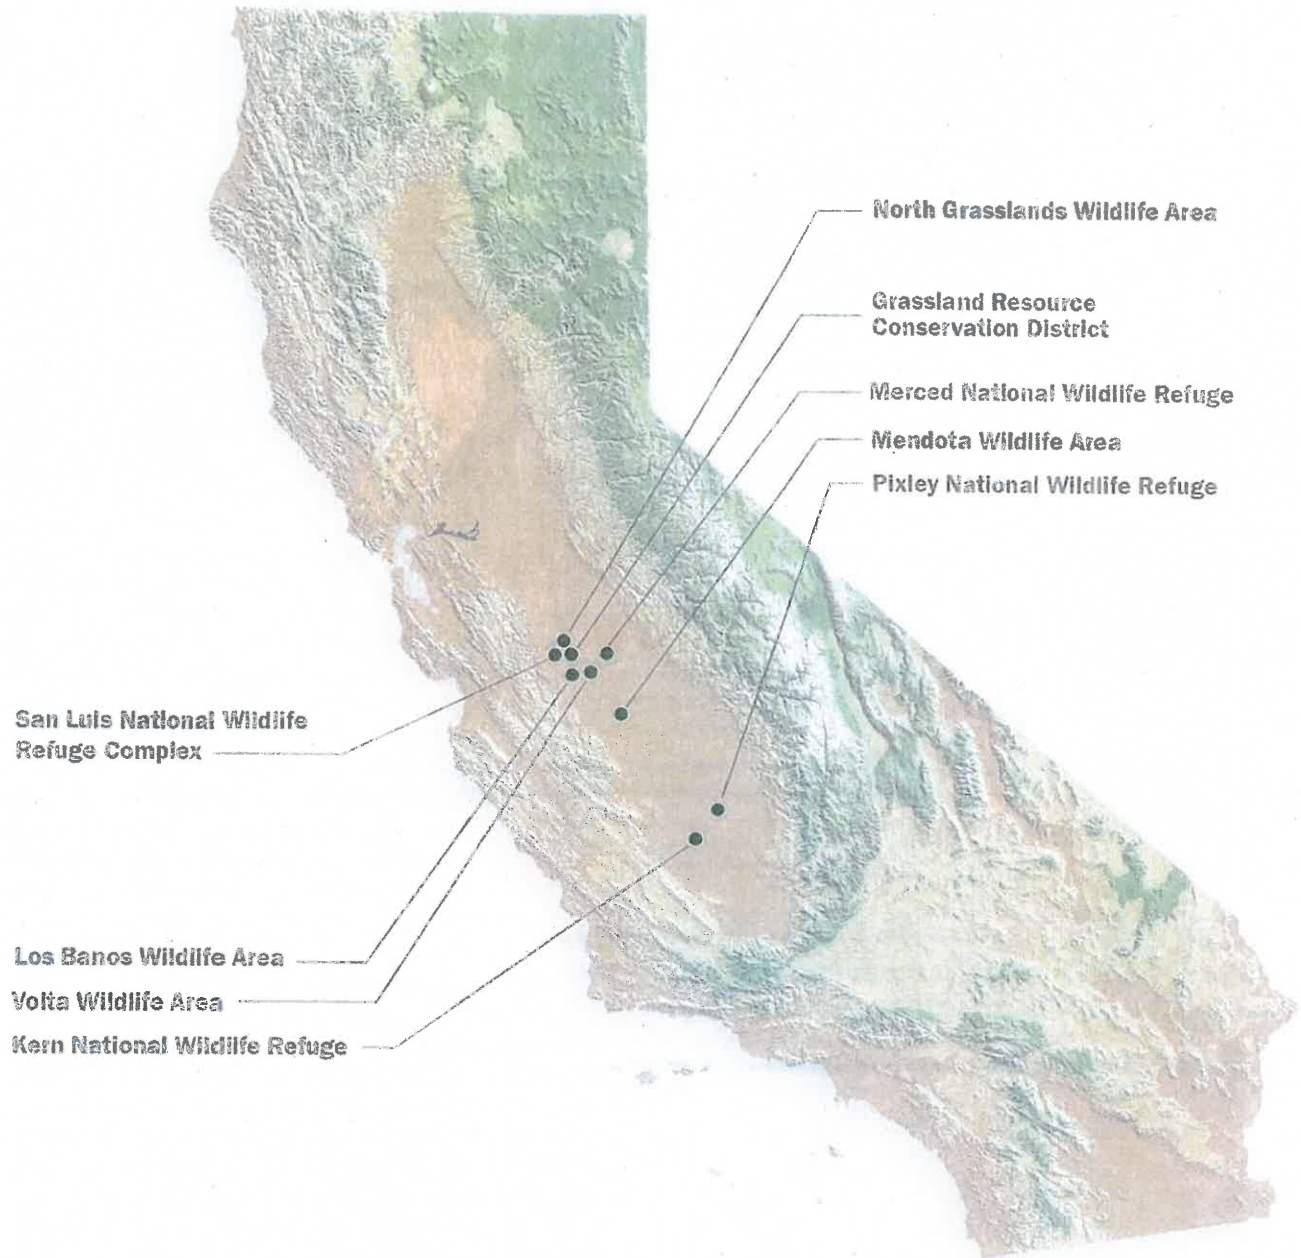 North Grasslands Wildlife Area
Grassland Resource
Conservation District
Merced National Wildlife Refuge
Mendota Wildlife Area
Pixley National Wildlife Refuge
San Luis National Wildlife
Refuge Complex
Los Banos Wildlife Area
Volta Wildlife Area
Kern National Wildlife Refuge